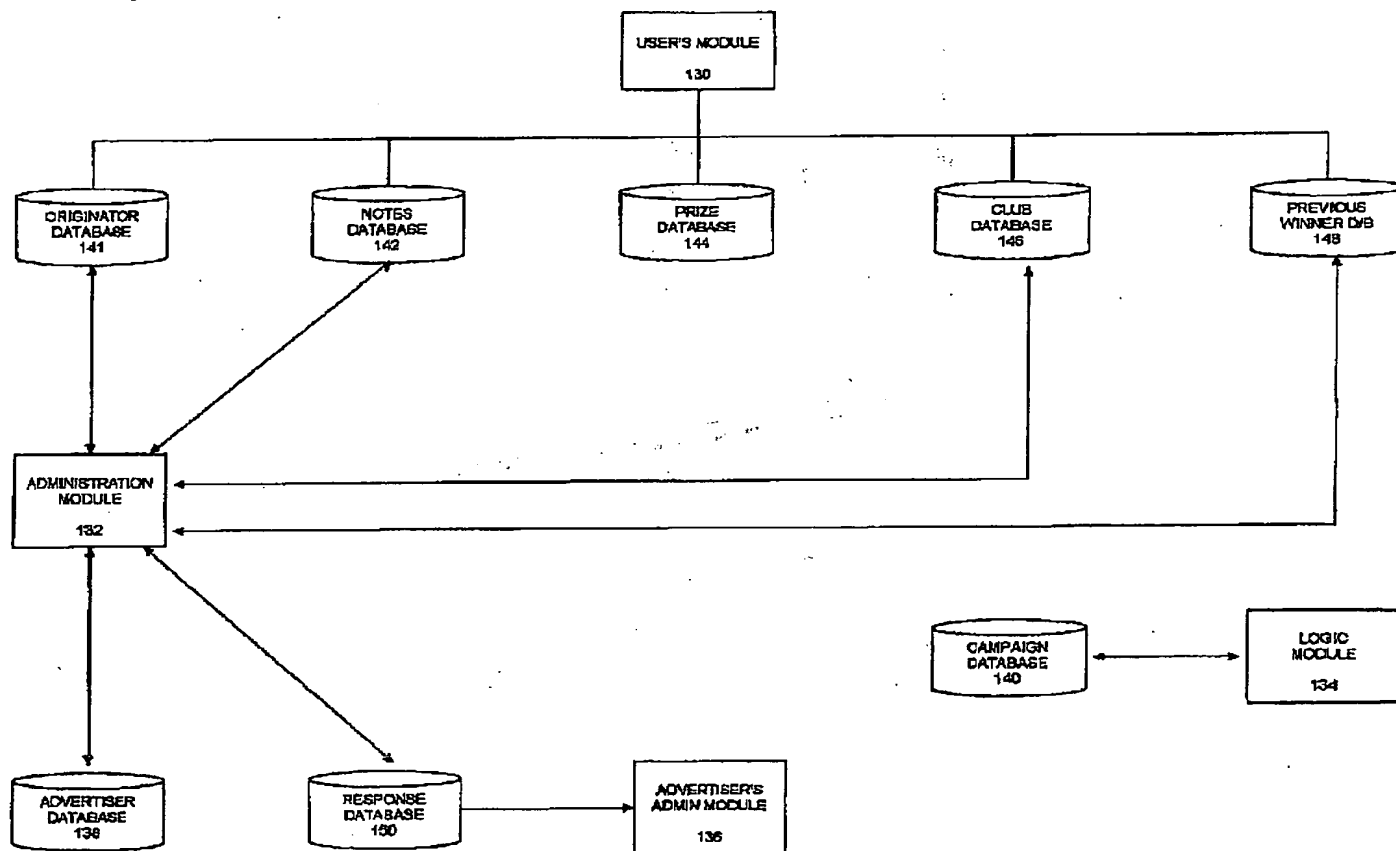 USER'S MODULE
130
ORIGINATOR
DATABASE
141
NOTES
DATABASE
142
PRIZE
DATABASE
144
CLUB
DATABASE
146
PREVIOUS
WINNER D/B
148
ADMINISTRATION
MODULE
132
CAMPAIGN
DATABASE
140
LOGIC
MODULE
134
ADVERTISER
DATABASE
138
RESPONSE
DATABASE
150
ADVERTISER'S
ADMIN MODULE
136